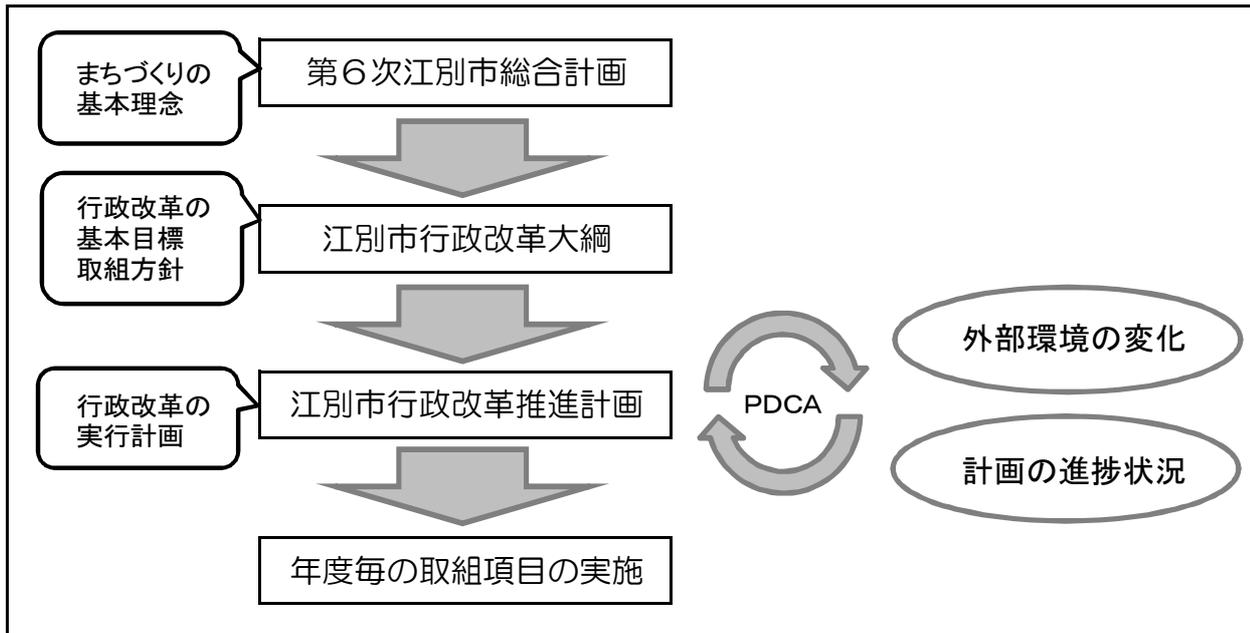 まちづくりの
基本理念
第６次江別市総合計画
行政改革の
基本目標
取組方針
江別市行政改革大綱
行政改革の
実行計画
江別市行政改革推進計画
PDCA
外部環境の変化
計画の進捗状況
年度毎の取組項目の実施